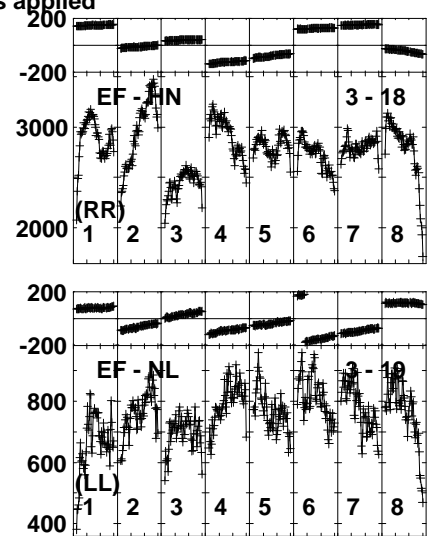 s applied
200
-200
EF - HN 3 - 18
3000
2000
(RR)
1 2 3 4 5 6 7 8
200
-200
EF - NL 3 - 19
800
600
400
(LL)
1 2 3 4 5 6 7 8